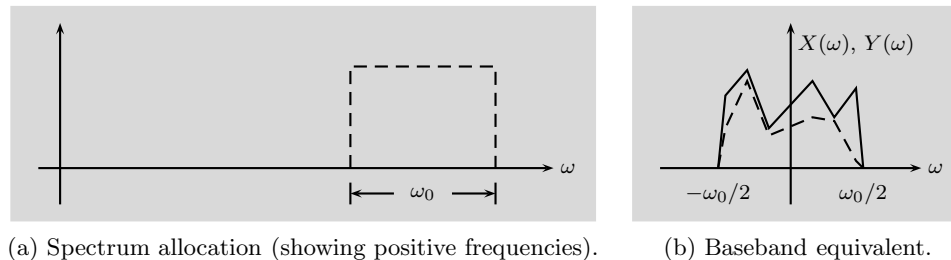 ω
ω₀
(a) Spectrum allocation (showing positive frequencies).
X(ω), Y(ω)
ω
−ω₀/2
ω₀/2
(b) Baseband equivalent.